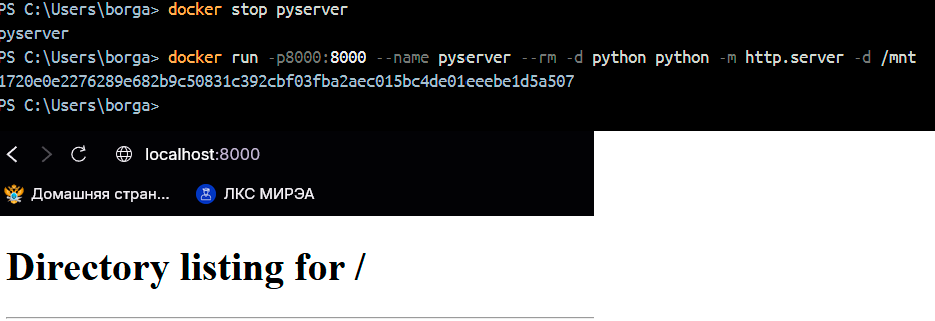 PS C:\Users\borga> docker stop pyserver
pyserver
PS C:\Users\borga> docker run -p8000:8000 --name pyserver --rm -d python python -m http.server -d /mnt
1720e0e2276289e682b9c50831c392cbf03fba2aec015bc4de01eeebe1d5a507
PS C:\Users\borga>
localhost:8000
Домашняя стран... ЛКС МИРЭА
Directory listing for /